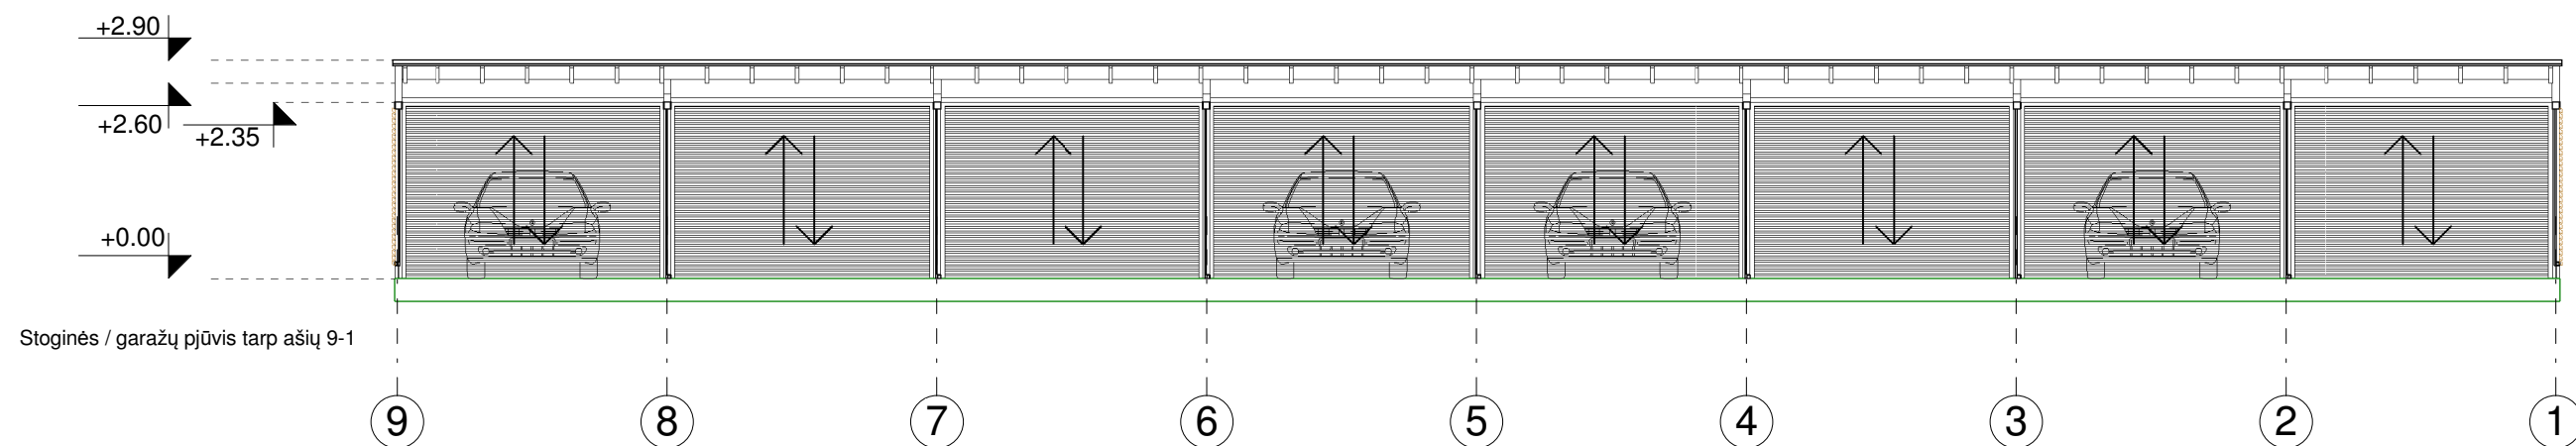 +2.90
+2.60
+2.35
+0.00
Stoginės / garažų pjūvis tarp ašių 9-1
9 8 7 6 5 4 3 2 1